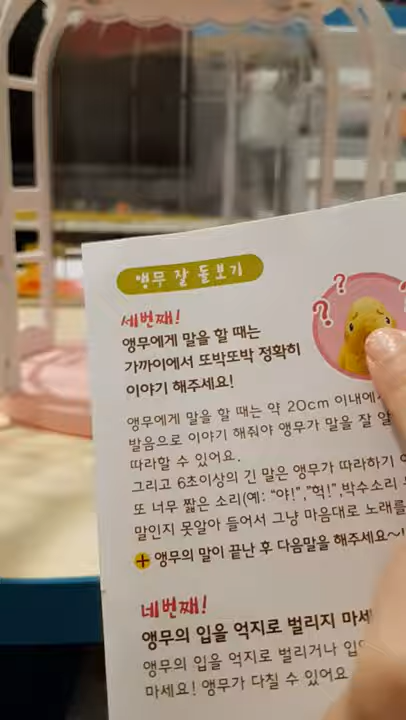 앵무 잘 돌보기
세번째!
앵무에게 말을 할 때는
가까이에서 또박또박 정확히
이야기 해주세요!
? ? ?
앵무에게 말을 할 때는 약 20cm 이내에서
발음으로 이야기 해줘야 앵무가 말을 잘 알
따라할 수 있어요.
그리고 6초이상의 긴 말은 앵무가 따라하기
또 너무 짧은 소리(예: "야!","헉!",박수소리
말인지 못알아 들어서 그냥 마음대로 노래를
+ 앵무의 말이 끝난 후 다음말을 해주세요~!
네번째!
앵무의 입을 억지로 벌리지 마세
앵무의 입을 억지로 벌리거나
마세요! 앵무가 다칠 수 있어요